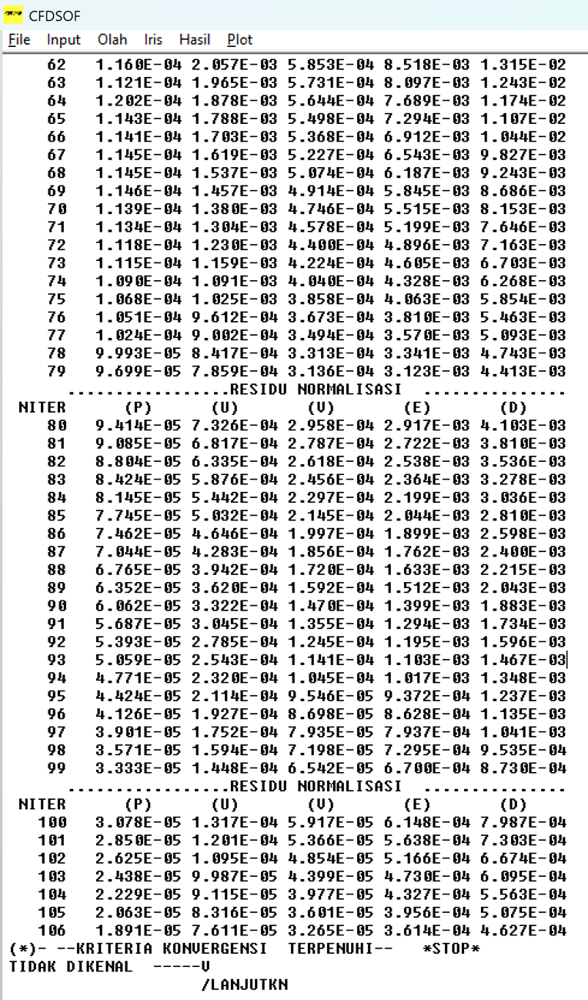 CFDSOF
File Input Olah Iris Hasil Plot
62 1.160E-04 2.057E-03 5.853E-04 8.518E-03 1.315E-02
63 1.121E-04 1.965E-03 5.731E-04 8.097E-03 1.243E-02
64 1.202E-04 1.878E-03 5.644E-04 7.689E-03 1.174E-02
65 1.143E-04 1.788E-03 5.498E-04 7.294E-03 1.107E-02
66 1.141E-04 1.703E-03 5.368E-04 6.912E-03 1.044E-02
67 1.145E-04 1.619E-03 5.227E-04 6.543E-03 9.827E-03
68 1.145E-04 1.537E-03 5.074E-04 6.187E-03 9.243E-03
69 1.146E-04 1.457E-03 4.914E-04 5.845E-03 8.686E-03
70 1.139E-04 1.380E-03 4.746E-04 5.515E-03 8.153E-03
71 1.134E-04 1.304E-03 4.578E-04 5.199E-03 7.646E-03
72 1.118E-04 1.230E-03 4.400E-04 4.896E-03 7.163E-03
73 1.115E-04 1.159E-03 4.224E-04 4.605E-03 6.703E-03
74 1.090E-04 1.091E-03 4.040E-04 4.328E-03 6.268E-03
75 1.068E-04 1.025E-03 3.858E-04 4.063E-03 5.854E-03
76 1.051E-04 9.612E-04 3.673E-04 3.810E-03 5.463E-03
77 1.024E-04 9.002E-04 3.494E-04 3.570E-03 5.093E-03
78 9.993E-05 8.417E-04 3.313E-04 3.341E-03 4.743E-03
79 9.699E-05 7.859E-04 3.136E-04 3.123E-03 4.413E-03
.................RESIDU NORMALISASI ...............
NITER (P) (U) (V) (E) (D)
80 9.414E-05 7.326E-04 2.958E-04 2.917E-03 4.103E-03
81 9.085E-05 6.817E-04 2.787E-04 2.722E-03 3.810E-03
82 8.804E-05 6.335E-04 2.618E-04 2.538E-03 3.536E-03
83 8.424E-05 5.876E-04 2.456E-04 2.364E-03 3.278E-03
84 8.145E-05 5.442E-04 2.297E-04 2.199E-03 3.036E-03
85 7.745E-05 5.032E-04 2.145E-04 2.044E-03 2.810E-03
86 7.462E-05 4.646E-04 1.997E-04 1.899E-03 2.598E-03
87 7.044E-05 4.283E-04 1.856E-04 1.762E-03 2.400E-03
88 6.765E-05 3.942E-04 1.720E-04 1.633E-03 2.215E-03
89 6.352E-05 3.620E-04 1.592E-04 1.512E-03 2.043E-03
90 6.062E-05 3.322E-04 1.470E-04 1.399E-03 1.883E-03
91 5.687E-05 3.045E-04 1.355E-04 1.294E-03 1.734E-03
92 5.393E-05 2.785E-04 1.245E-04 1.195E-03 1.596E-03
93 5.059E-05 2.543E-04 1.141E-04 1.103E-03 1.467E-03
94 4.771E-05 2.320E-04 1.045E-04 1.017E-03 1.348E-03
95 4.424E-05 2.114E-04 9.546E-05 9.372E-04 1.237E-03
96 4.126E-05 1.927E-04 8.698E-05 8.628E-04 1.135E-03
97 3.901E-05 1.752E-04 7.935E-05 7.937E-04 1.041E-03
98 3.571E-05 1.594E-04 7.198E-05 7.295E-04 9.535E-04
99 3.333E-05 1.448E-04 6.542E-05 6.700E-04 8.730E-04
.................RESIDU NORMALISASI ...............
NITER (P) (U) (V) (E) (D)
100 3.078E-05 1.317E-04 5.917E-05 6.148E-04 7.987E-04
101 2.850E-05 1.201E-04 5.366E-05 5.638E-04 7.303E-04
102 2.625E-05 1.095E-04 4.854E-05 5.166E-04 6.674E-04
103 2.438E-05 9.987E-05 4.399E-05 4.730E-04 6.095E-04
104 2.229E-05 9.115E-05 3.977E-05 4.327E-04 5.563E-04
105 2.063E-05 8.316E-05 3.601E-05 3.956E-04 5.075E-04
106 1.891E-05 7.611E-05 3.265E-05 3.614E-04 4.627E-04
(*)- --KRITERIA KONVERGENSI TERPENUHI-- *STOP*
TIDAK DIKENAL -----V
/LANJUTKN